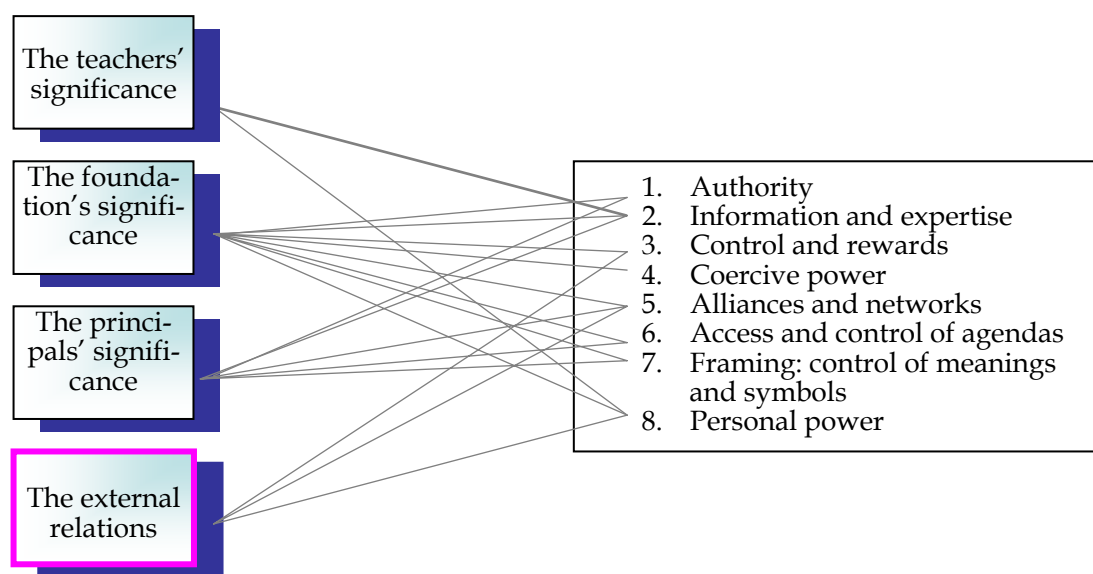 The teachers’
significance
The founda-
tion’s signifi-
cance
The princi-
pals’ signifi-
cance
The external
relations
1. Authority
2. Information and expertise
3. Control and rewards
4. Coercive power
5. Alliances and networks
6. Access and control of agendas
7. Framing: control of meanings
and symbols
8. Personal power